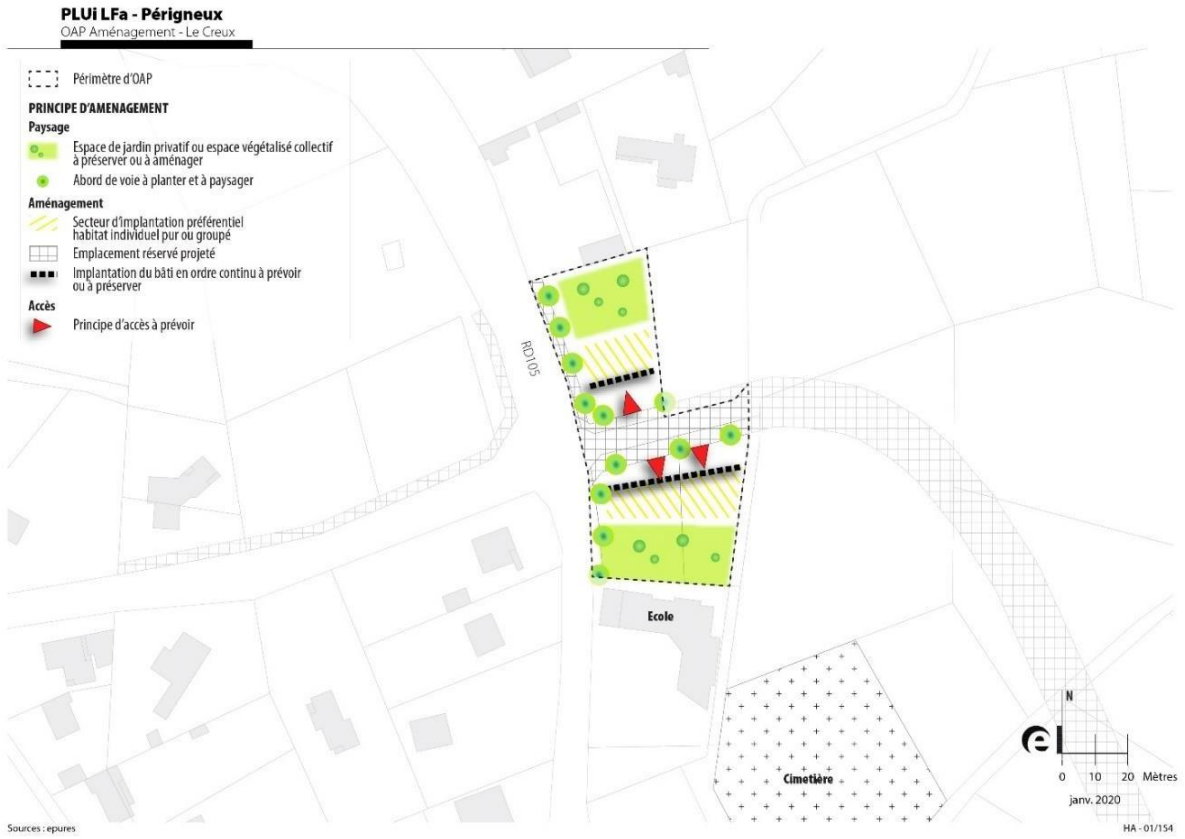 PLUi LFa - Périgneux
OAP Aménagement - Le Creux
Périmètre d'OAP
PRINCIPE D'AMENAGEMENT
Paysage
Espace de jardin privatif ou espace végétalisé collectif
à préserver ou à aménager
Abord de voie à planter et à paysager
Aménagement
Secteur d'implantation préférentiel
habitat individuel pur ou groupé
Emplacement réservé projeté
Implantation du bâti en ordre continu à prévoir
ou à préserver
Accès
Principe d'accès à prévoir
RD105
Ecole
Cimetière
N
e
0 10 20 Mètres
janv. 2020
Sources : epures
HA - 01/154